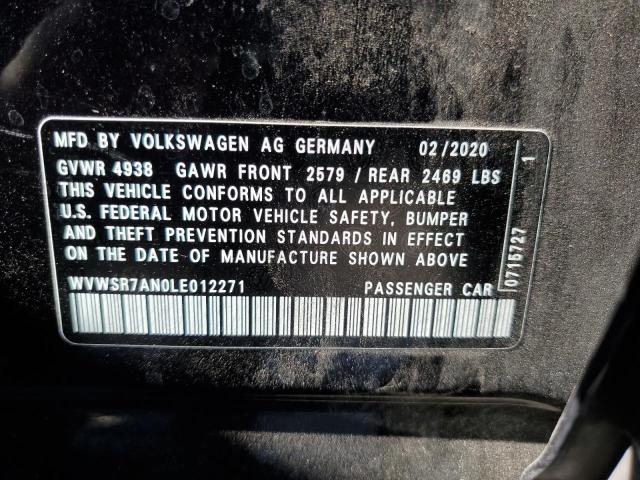 MFD. BY VOLKSWAGEN AG GERMANY 02/2020
GVWR 4938 GAWR FRONT 2579 / REAR 2469 LBS
THIS VEHICLE CONFORMS TO ALL APPLICABLE
U.S. FEDERAL MOTOR VEHICLE SAFETY, BUMPER
AND THEFT PREVENTION STANDARDS IN EFFECT
ON THE DATE OF MANUFACTURE SHOWN ABOVE
WVWSR7AN0LE012271 PASSENGER CAR
0715727 1